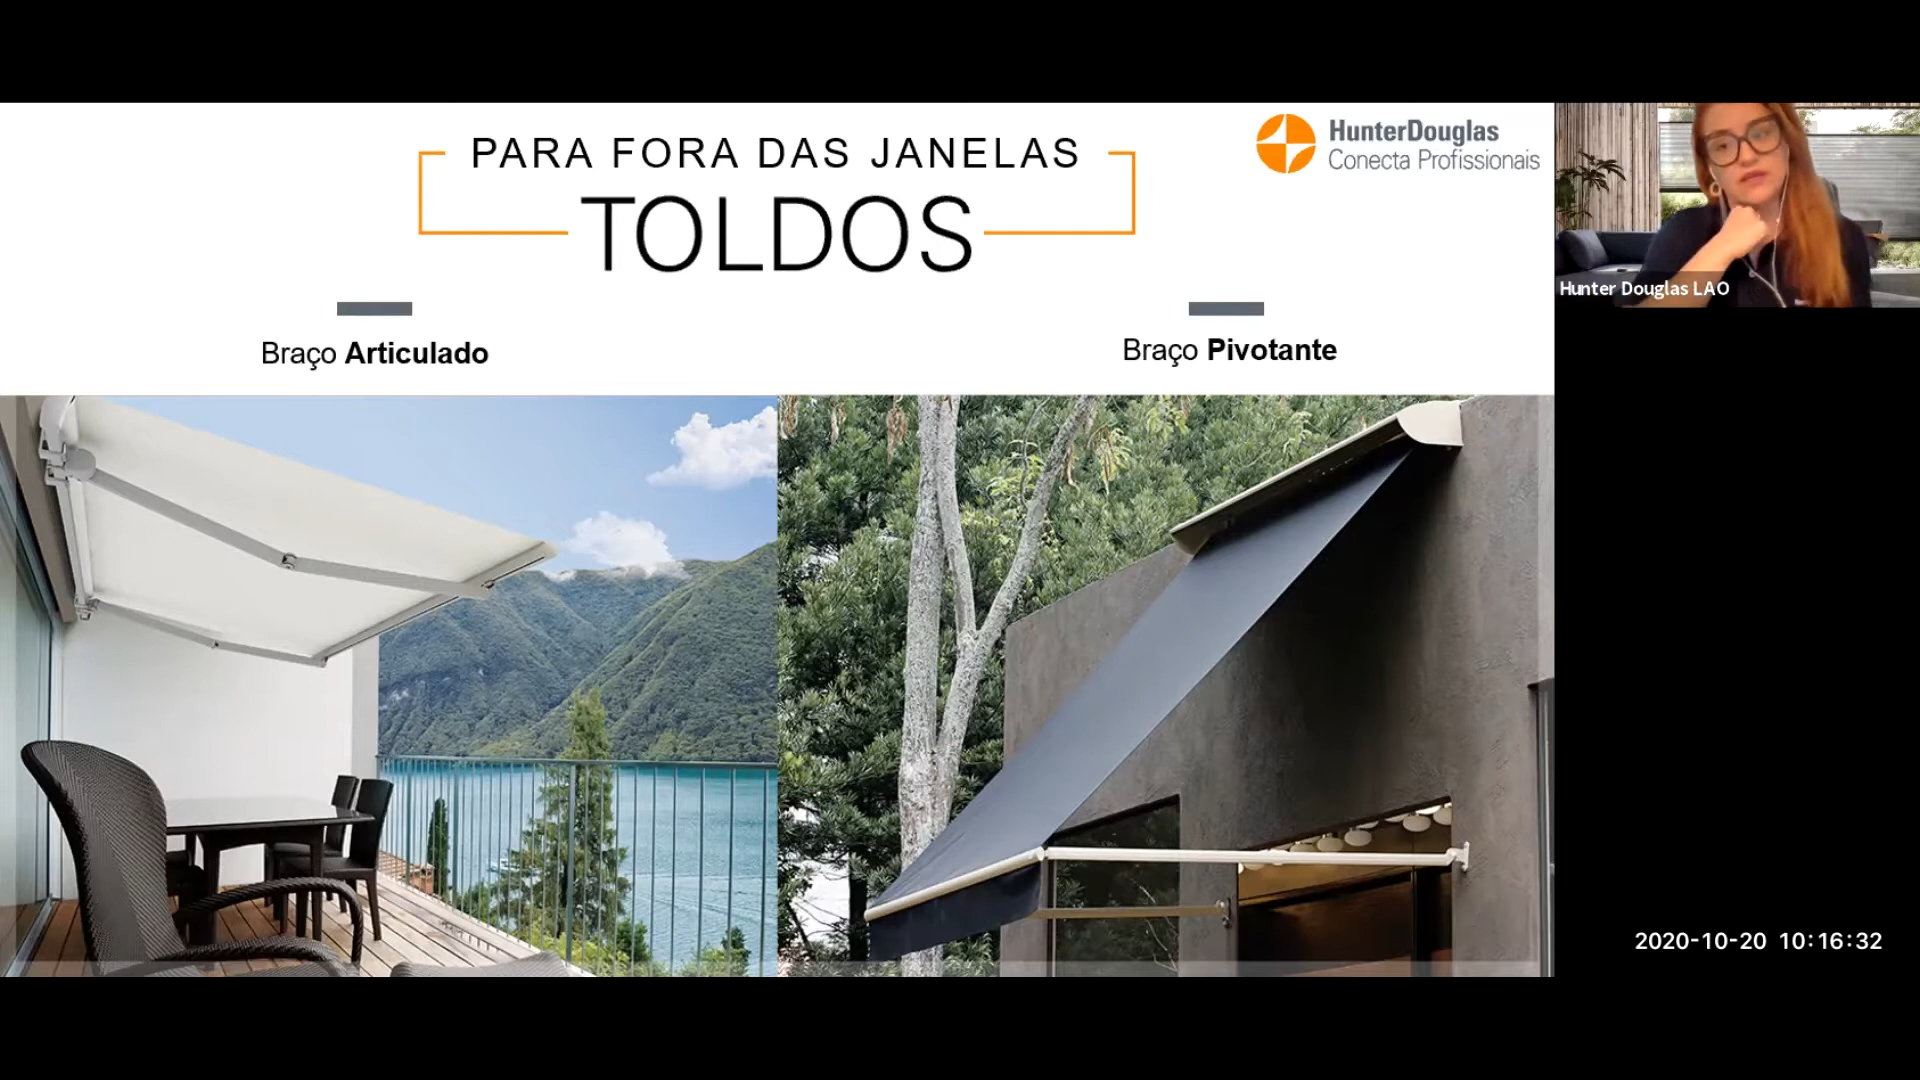 PARA FORA DAS JANELAS
TOLDOS
HunterDouglas
Conecta Profissionais
Braço Articulado
Braço Pivotante
Hunter Douglas LAO
2020-10-20 10:16:32